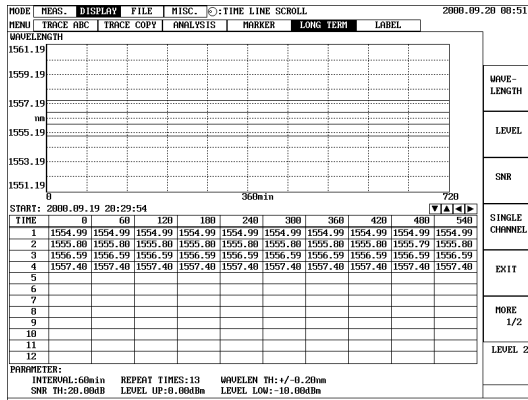 MODE MEAS. DISPLAY FILE MISC. :TIME LINE SCROLL 2000.09.20 08:51
MENU TRACE ABC TRACE COPY ANALYSIS MARKER LONG TERM LABEL
WAVELENGTH
1561.19
1559.19
1557.19
nm
1555.19
1553.19
1551.19
0 360min 720
START: 2000.09.19 20:29:54 ▼ ▲ ◀ ▶
TIME 0 60 120 180 240 300 360 420 480 540
1 1554.99 1554.99 1554.99 1554.99 1554.99 1554.99 1554.99 1554.99 1554.99 1554.99
2 1555.80 1555.80 1555.80 1555.80 1555.80 1555.80 1555.80 1555.80 1555.79 1555.80
3 1556.59 1556.59 1556.59 1556.59 1556.59 1556.59 1556.59 1556.59 1556.59 1556.59
4 1557.40 1557.40 1557.40 1557.40 1557.40 1557.40 1557.40 1557.40 1557.40 1557.40
5
6
7
8
9
10
11
12
PARAMETER:
INTERVAL:60min REPEAT TIMES:13 WAVELEN TH:+/-0.20nm
SNR TH:20.00dB LEVEL UP:0.00dBm LEVEL LOW:-10.00dBm
WAVE-
LENGTH
LEVEL
SNR
SINGLE
CHANNEL
EXIT
MORE
1/2
LEVEL 2